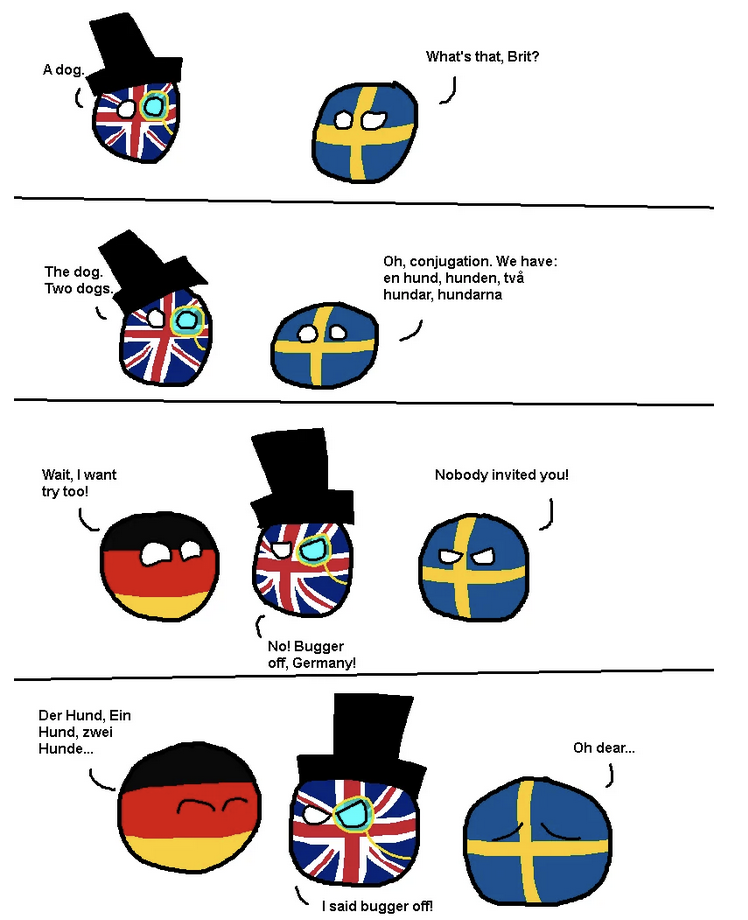 A dog.
What's that, Brit?
The dog.
Two dogs.
Oh, conjugation. We have:
en hund, hunden, två
hundar, hundarna
Wait, I want
try too!
Nobody invited you!
No! Bugger
off, Germany!
Der Hund, Ein
Hund, zwei
Hunde...
Oh dear...
I said bugger off!